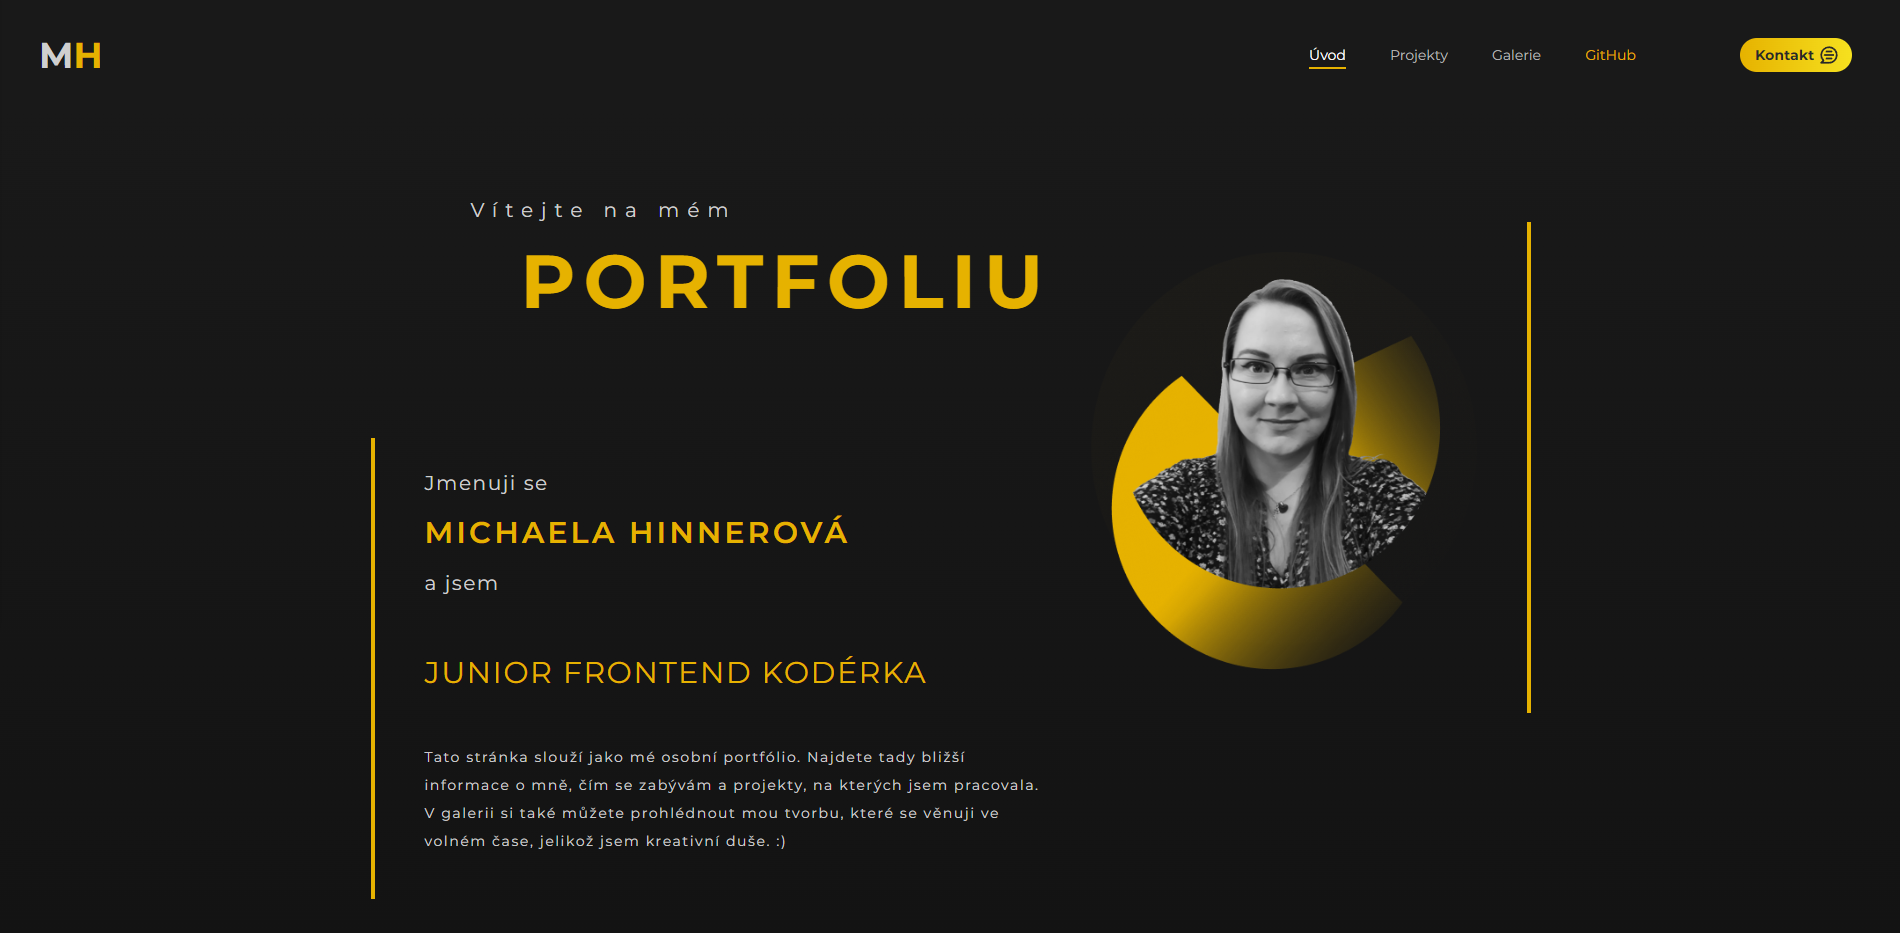 MH
Úvod Projekty Galerie GitHub Kontakt
Vítejte na mém
PORTFOLIU
Jmenuji se
MICHAELA HINNEROVÁ
a jsem
JUNIOR FRONTEND KODÉRKA
Tato stránka slouží jako mé osobní portfólio. Najdete tady bližší
informace o mně, čím se zabývám a projekty, na kterých jsem pracovala.
V galerii si také můžete prohlédnout mou tvorbu, které se věnuji ve
volném čase, jelikož jsem kreativní duše. :)